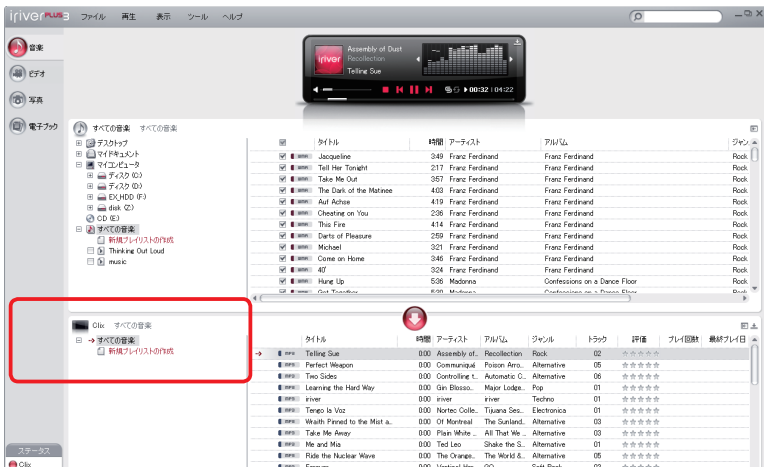 iriver PLUS3 ファイル 再生 表示 ツール ヘルプ
音楽
ビデオ
写真
電子ブック
iriver
Assembly of Dust
Recollection
Telling Sue
00:32 | 04:22
すべての音楽 すべての音楽
デスクトップ
マイドキュメント
マイコンピュータ
ディスク (C:)
ディスク (D:)
EX_HDD (F:)
disk (Z:)
CD (E:)
すべての音楽
新規プレイリストの作成
Thinking Out Loud
music
タイトル 時間 アーティスト アルバム ジャン
Jacqueline 3:49 Franz Ferdinand Franz Ferdinand Rock
Tell Her Tonight 2:17 Franz Ferdinand Franz Ferdinand Rock
Take Me Out 3:57 Franz Ferdinand Franz Ferdinand Rock
The Dark of the Matinee 4:03 Franz Ferdinand Franz Ferdinand Rock
Auf Achse 4:19 Franz Ferdinand Franz Ferdinand Rock
Cheating on You 2:36 Franz Ferdinand Franz Ferdinand Rock
This Fire 4:14 Franz Ferdinand Franz Ferdinand Rock
Darts of Pleasure 2:59 Franz Ferdinand Franz Ferdinand Rock
Michael 3:21 Franz Ferdinand Franz Ferdinand Rock
Come on Home 3:46 Franz Ferdinand Franz Ferdinand Rock
40' 3:24 Franz Ferdinand Franz Ferdinand Rock
Hung Up 5:36 Madonna Confessions on a Dance Floor Rock
Get Together 5:30 Madonna Confessions on a Dance Floor Rock
Clix すべての音楽
すべての音楽
新規プレイリストの作成
タイトル 時間 アーティスト アルバム ジャンル トラック 評価 プレイ回数 最終プレイ日
Telling Sue 0:00 Assembly of... Recollection Rock 02
Perfect Weapon 0:00 Communiqué Poison Arro... Alternative 05
Two Sides 0:00 Controlling t... Automatic C... Alternative 06
Learning the Hard Way 0:00 Gin Blosso... Major Lodge... Pop 01
iriver 0:00 iriver iriver Techno 01
Tengo la Voz 0:00 Nortec Colle... Tijuana Ses... Electronica 01
Wraith Pinned to the Mist a... 0:00 Of Montreal The Sunland... Alternative 03
Take Me Away 0:00 Plain White ... All That We ... Alternative 03
Me and Mia 0:00 Ted Leo Shake the S... Alternative 01
Ride the Nuclear Wave 0:00 The Orange... The World &... Alternative 05
ステータス
Clix